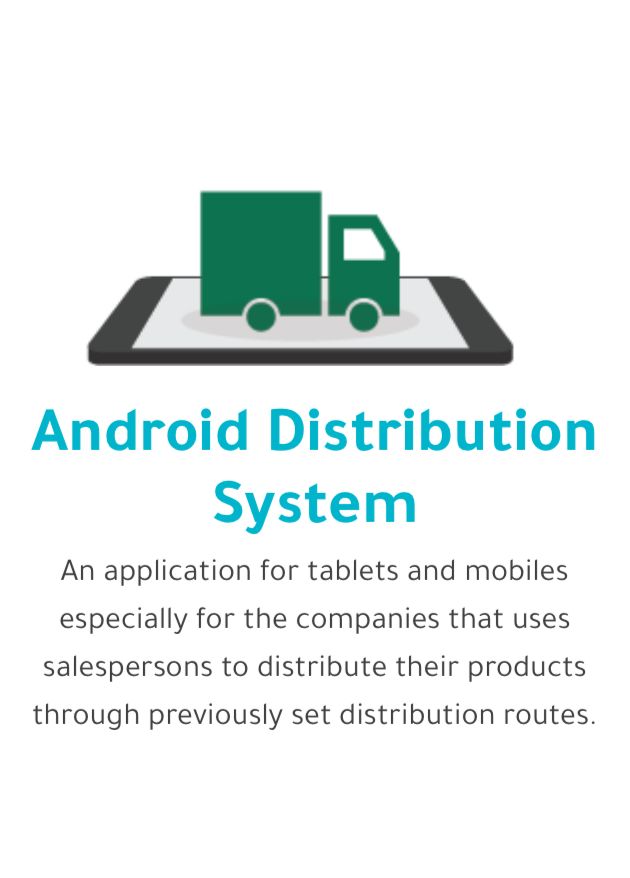 Android Distribution
System
An application for tablets and mobiles
especially for the companies that uses
salespersons to distribute their products
through previously set distribution routes.